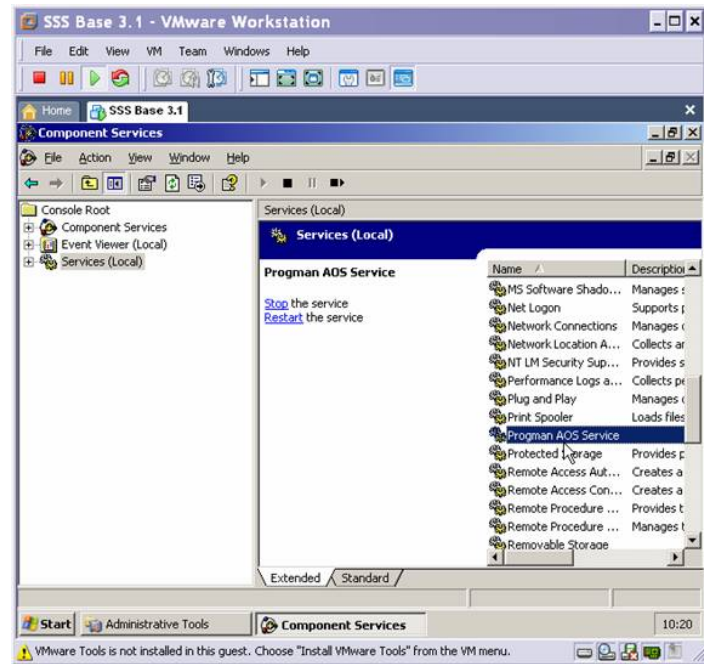 SSS Base 3.1 - VMware Workstation
File Edit View VM Team Windows Help
Home SSS Base 3.1
Component Services
File Action View Window Help
Console Root
Component Services
Event Viewer (Local)
Services (Local)
Services (Local)
Services (Local)
Progman AOS Service
Stop the service
Restart the service
Name Description
MS Software Shado... Manages s
Net Logon Supports p
Network Connections Manages o
Network Location A... Collects an
NT LM Security Sup... Provides s
Performance Logs a... Collects pe
Plug and Play Manages o
Print Spooler Loads files
Progman AOS Service
Protected Storage Provides p
Remote Access Aut... Creates a
Remote Access Con... Creates a
Remote Procedure ... Provides t
Remote Procedure ... Manages t
Removable Storage
Extended Standard
Start Administrative Tools Component Services 10:20
VMware Tools is not installed in this guest. Choose "Install VMware Tools" from the VM menu.